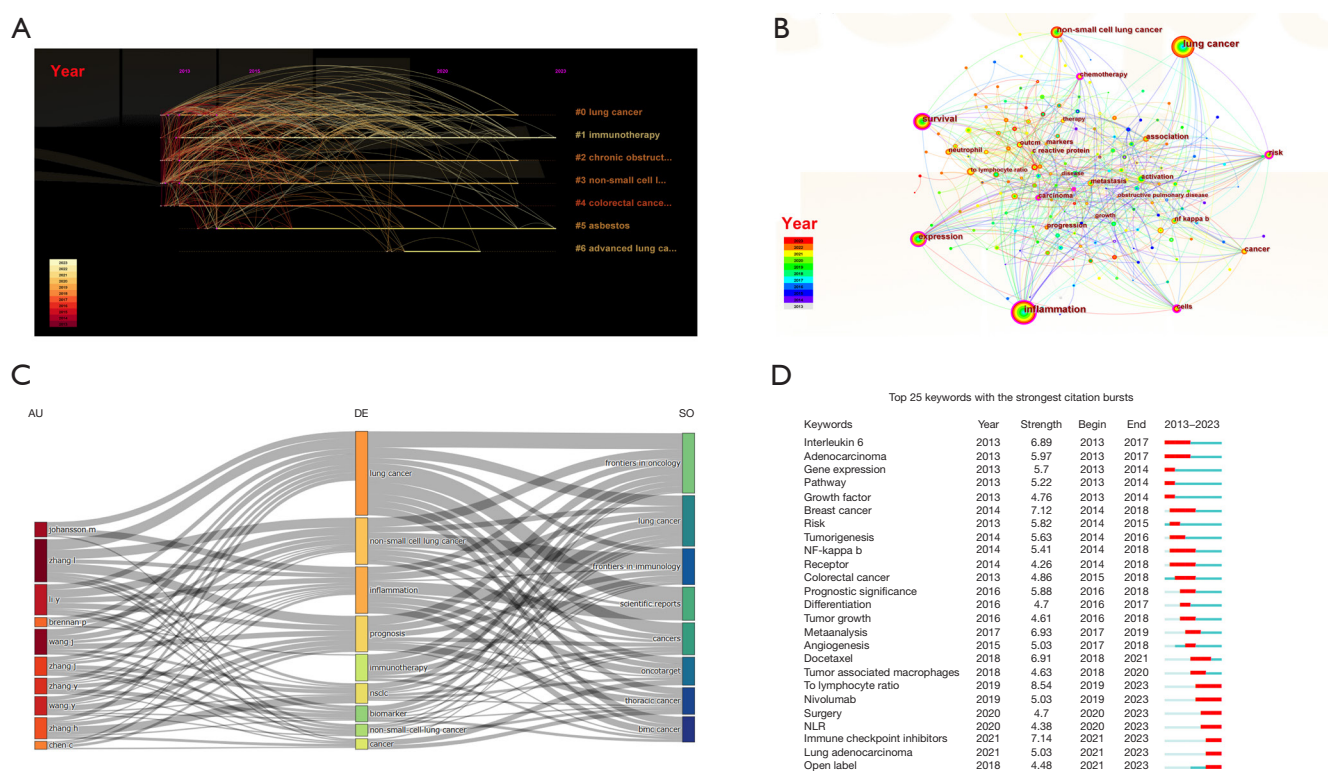 A
Year
2013
2020
2023
#0 lung cancer
#1 immunotherapy
#2 chronic obstruct...
#3 non-small cell l...
#4 colorectal cance...
#5 asbestos
#6 advanced lung ca...
B
non-small cell lung cancer
lung cancer
chemotherapy
survival
therapy
association
outcm
markers
neutrophil
c reactive protein
risk
to lymphocyte ratio
disease
metastasis
activation
carcinoma
obstructive pulmonary disease
growth
nf kappa b
progression
expression
cancer
inflammation
cells
Year
2013
C
AU
DE
SO
johansson m
zhang l
li y
brennan p
wang j
zhang j
zhang y
wang y
zhang h
chen c
lung cancer
non-small cell lung cancer
inflammation
prognosis
immunotherapy
nsclc
biomarker
non-small-cell lung cancer
cancer
frontiers in oncology
lung cancer
frontiers in immunology
scientific reports
cancers
oncotarget
thoracic cancer
bmc cancer
D
Top 25 keywords with the strongest citation bursts
Keywords Year Strength Begin End 2013–2023
Interleukin 6 2013 6.89 2013 2017
Adenocarcinoma 2013 5.97 2013 2017
Gene expression 2013 5.7 2013 2014
Pathway 2013 5.22 2013 2014
Growth factor 2013 4.76 2013 2014
Breast cancer 2014 7.12 2014 2018
Risk 2013 5.82 2014 2015
Tumorigenesis 2014 5.63 2014 2016
NF-kappa b 2014 5.41 2014 2018
Receptor 2014 4.26 2014 2018
Colorectal cancer 2013 4.86 2015 2018
Prognostic significance 2016 5.88 2016 2018
Differentiation 2016 4.7 2016 2017
Tumor growth 2016 4.61 2016 2018
Metaanalysis 2017 6.93 2017 2019
Angiogenesis 2015 5.03 2017 2018
Docetaxel 2018 6.91 2018 2021
Tumor associated macrophages 2018 4.63 2018 2020
To lymphocyte ratio 2019 8.54 2019 2023
Nivolumab 2019 5.03 2019 2023
Surgery 2020 4.7 2020 2023
NLR 2020 4.38 2020 2023
Immune checkpoint inhibitors 2021 7.14 2021 2023
Lung adenocarcinoma 2021 5.03 2021 2023
Open label 2018 4.48 2021 2023